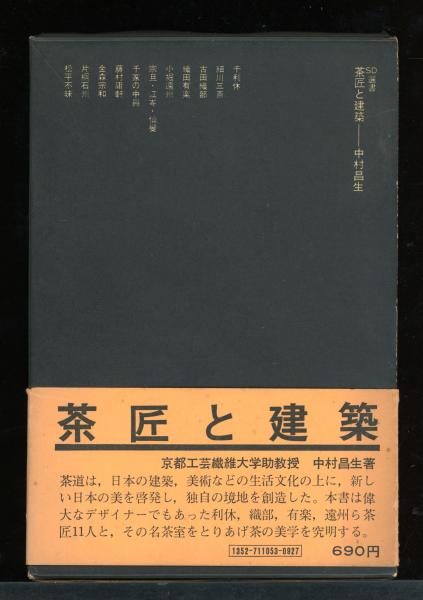 SD選書
茶匠と建築——中村昌生
千利休
細川三斎
古田織部
織田有楽
小堀遠州
宗旦・江岑・仙叟
千家の中興
藤村庸軒
金森宗和
片桐石州
松平不昧
茶匠と建築
京都工芸繊維大学助教授 中村昌生著
茶道は，日本の建築，美術などの生活文化の上に，新し
い日本の美を啓発し，独自の境地を創造した。本書は偉
大なデザイナーでもあった利休，織部，有楽，遠州ら茶
匠11人と，その名茶室をとりあげ茶の美学を究明する。
1352-711053-0927
690円